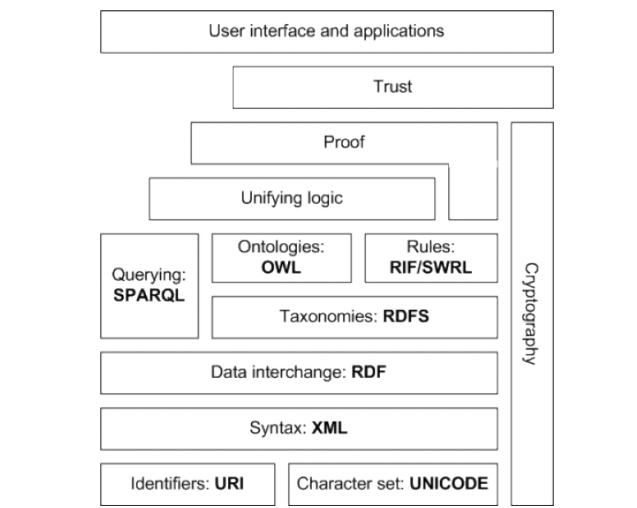 User interface and applications
Trust
Proof
Unifying logic
Querying:
SPARQL
Ontologies:
OWL
Rules:
RIF/SWRL
Taxonomies: RDFS
Data interchange: RDF
Syntax: XML
Identifiers: URI
Character set: UNICODE
Cryptography